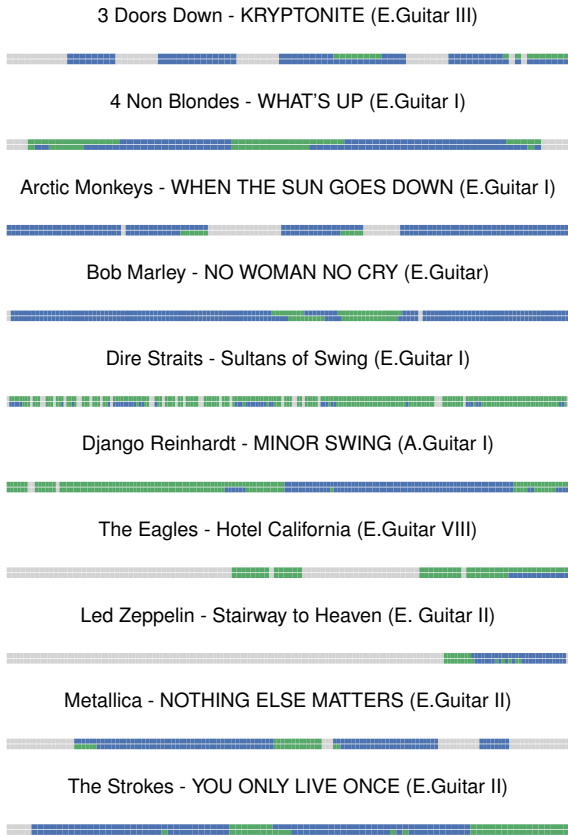 3 Doors Down - KRYPTONITE (E.Guitar III)
4 Non Blondes - WHAT'S UP (E.Guitar I)
Arctic Monkeys - WHEN THE SUN GOES DOWN (E.Guitar I)
Bob Marley - NO WOMAN NO CRY (E.Guitar)
Dire Straits - Sultans of Swing (E.Guitar I)
Django Reinhardt - MINOR SWING (A.Guitar I)
The Eagles - Hotel California (E.Guitar VIII)
Led Zeppelin - Stairway to Heaven (E. Guitar II)
Metallica - NOTHING ELSE MATTERS (E.Guitar II)
The Strokes - YOU ONLY LIVE ONCE (E.Guitar II)